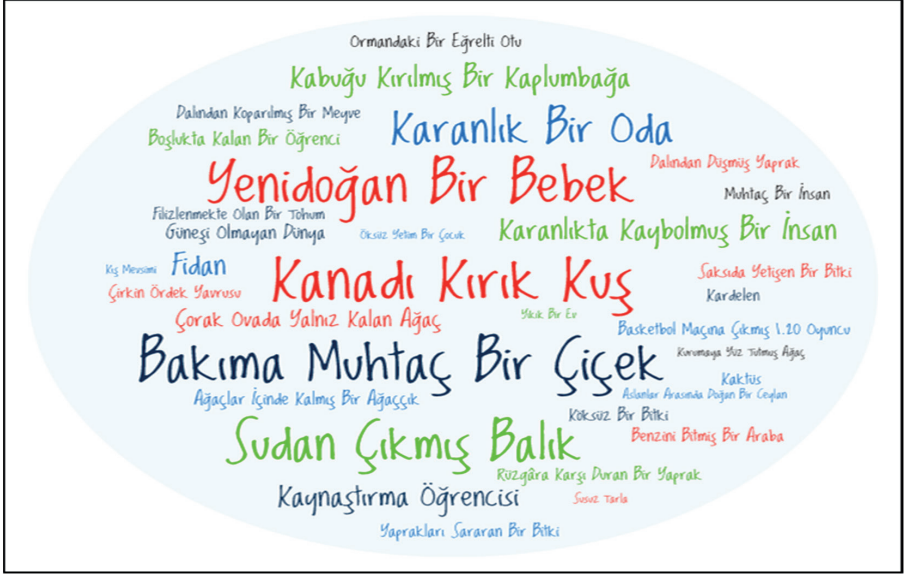 Ormandaki Bir Eğrelti Otu
Kabuğu Kırılmış Bir Kaplumbağa
Dalından Koparılmış Bir Meyve
Karanlık Bir Oda
Boşlukta Kalan Bir Öğrenci
Dalından Düşmüş Yaprak
Yenidoğan Bir Bebek
Muhtaç Bir İnsan
Filizlenmekte Olan Bir Tohum
Güneşi Olmayan Dünya
Öksüz Yetim Bir Çocuk
Karanlıkta Kaybolmuş Bir İnsan
Kış Mevsimi
Fidan
Kanadı Kırık Kuş
Saksıda Yetişen Bir Bitki
Çirkin Ördek Yavrusu
Kardelen
Çorak Ovada Yalnız Kalan Ağaç
Yıkık Bir Ev
Basketbol Maçına Çıkmış 1.20 Oyuncu
Bakıma Muhtaç Bir Çiçek
Kurumaya Yüz Tutmuş Ağaç
Kaktüs
Ağaçlar İçinde Kalmış Bir Ağaççık
Aslanlar Arasında Doğan Bir Ceylan
Köksüz Bir Bitki
Sudan Çıkmış Balık
Benzini Bitmiş Bir Araba
Rüzgâra Karşı Duran Bir Yaprak
Kaynaştırma Öğrencisi
Susuz Tarla
Yaprakları Sararan Bir Bitki